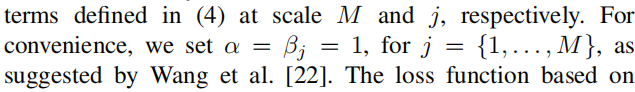 terms defined in (4) at scale M and j, respectively. For
convenience, we set α = βj = 1, for j = {1, . . . , M}, as
suggested by Wang et al. [22]. The loss function based on